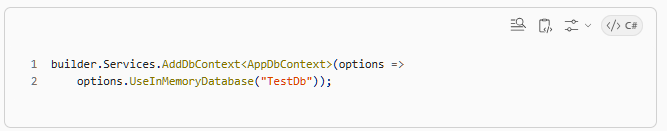 </> C#
1 builder.Services.AddDbContext<AppDbContext>(options =>
2     options.UseInMemoryDatabase("TestDb"));